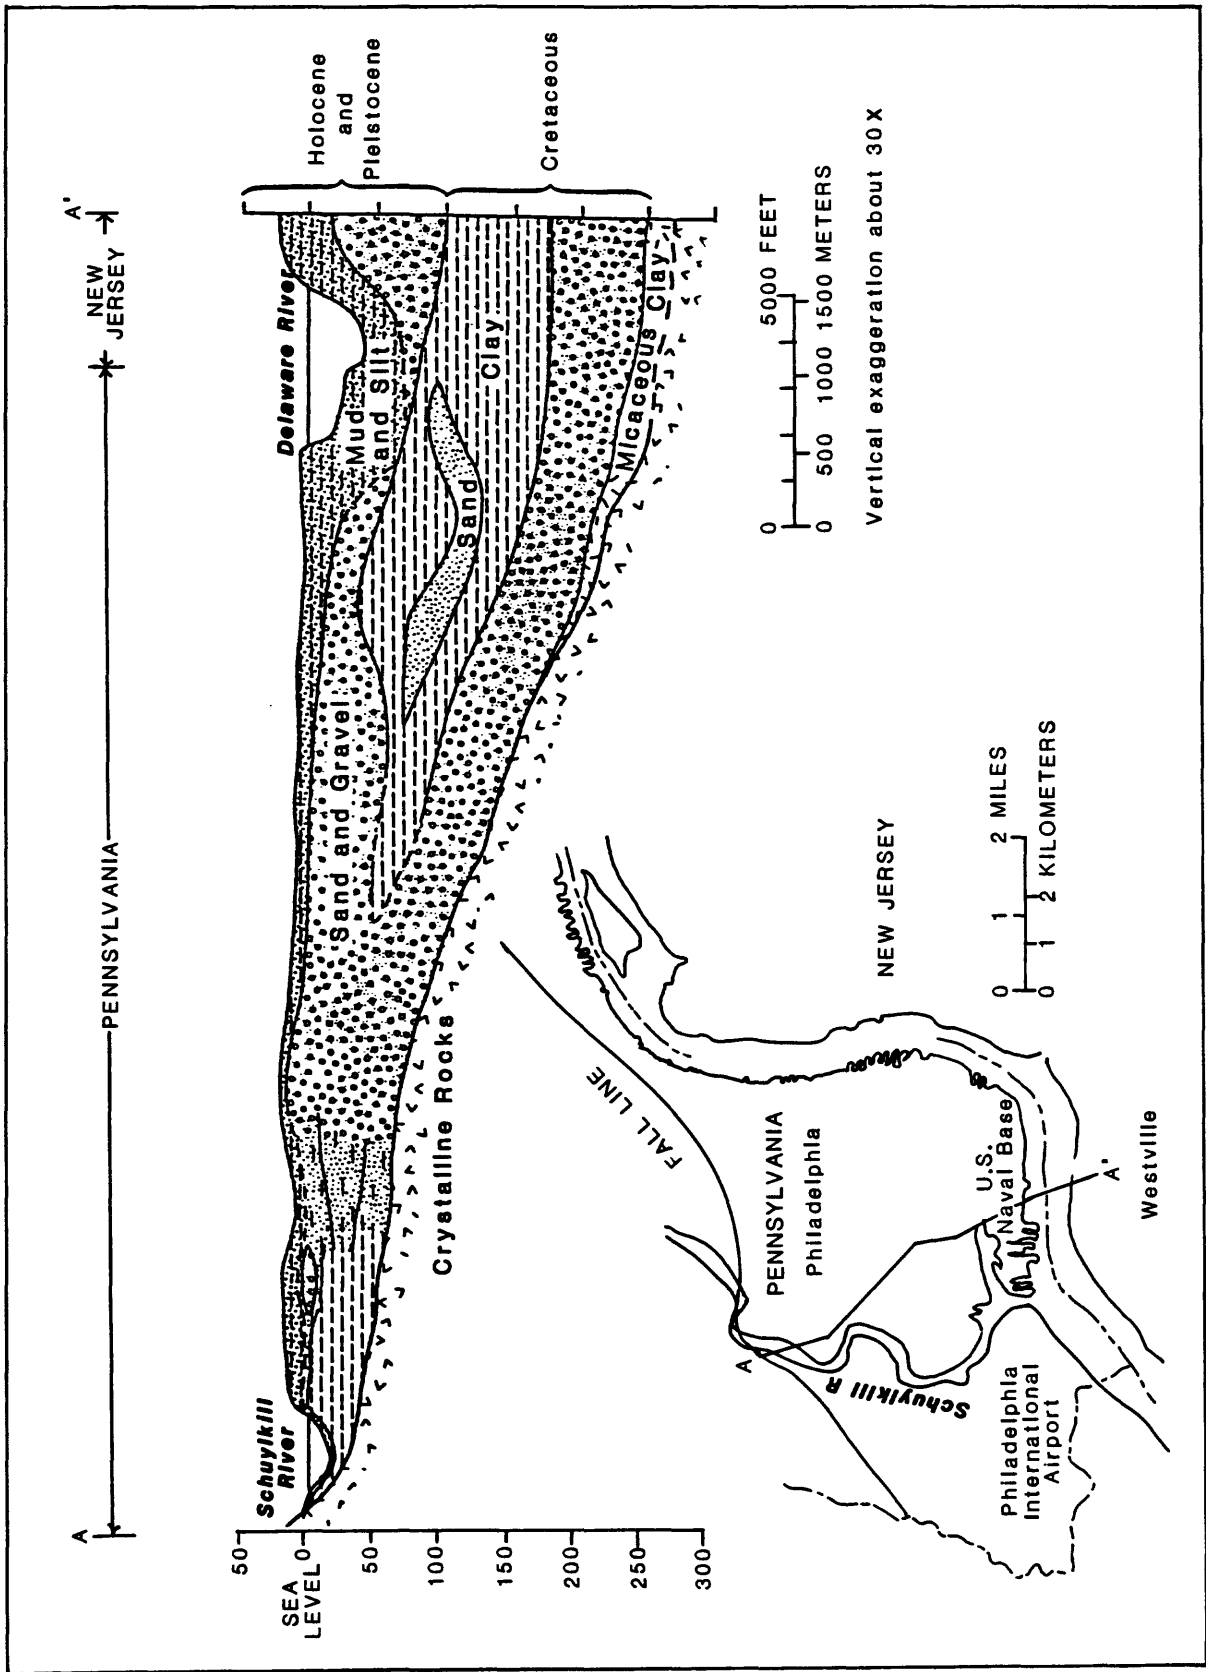 A
PENNSYLVANIA
NEW
JERSEY
A'
Schuylkill
River
Delaware River
50
SEA
LEVEL
0
50
100
150
200
250
300
Sand and Gravel
Mud
and Silt
Sand
Clay
Micaceous Clay
Crystalline Rocks
Holocene
and
Pleistocene
Cretaceous
0
5000 FEET
0
500
1000
1500 METERS
Vertical exaggeration about 30X
FALL LINE
PENNSYLVANIA
Philadelphia
NEW JERSEY
A
Schuylkill R
U.S.
Naval Base
A'
Westville
Philadelphia
International
Airport
0
1
2 MILES
0
1
2 KILOMETERS